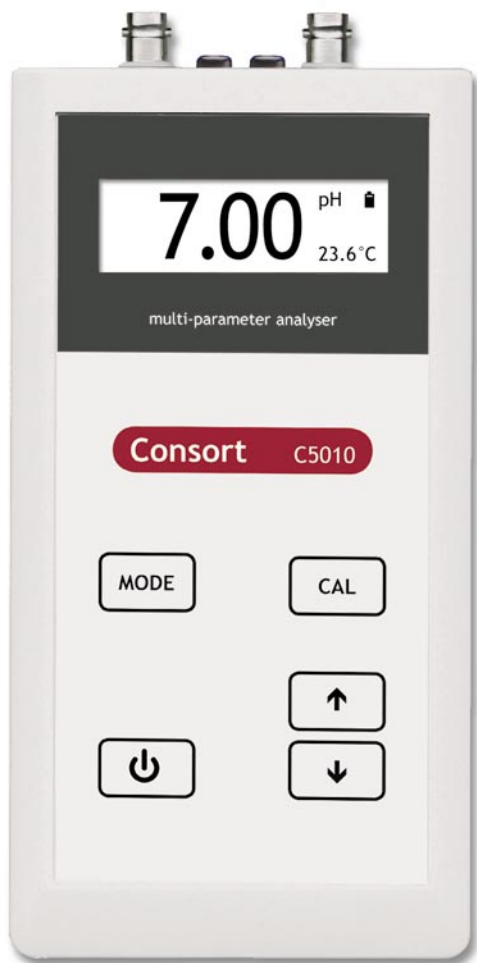 7.00 pH
23.6°C
multi-parameter analyser
Consort C5010
MODE CAL